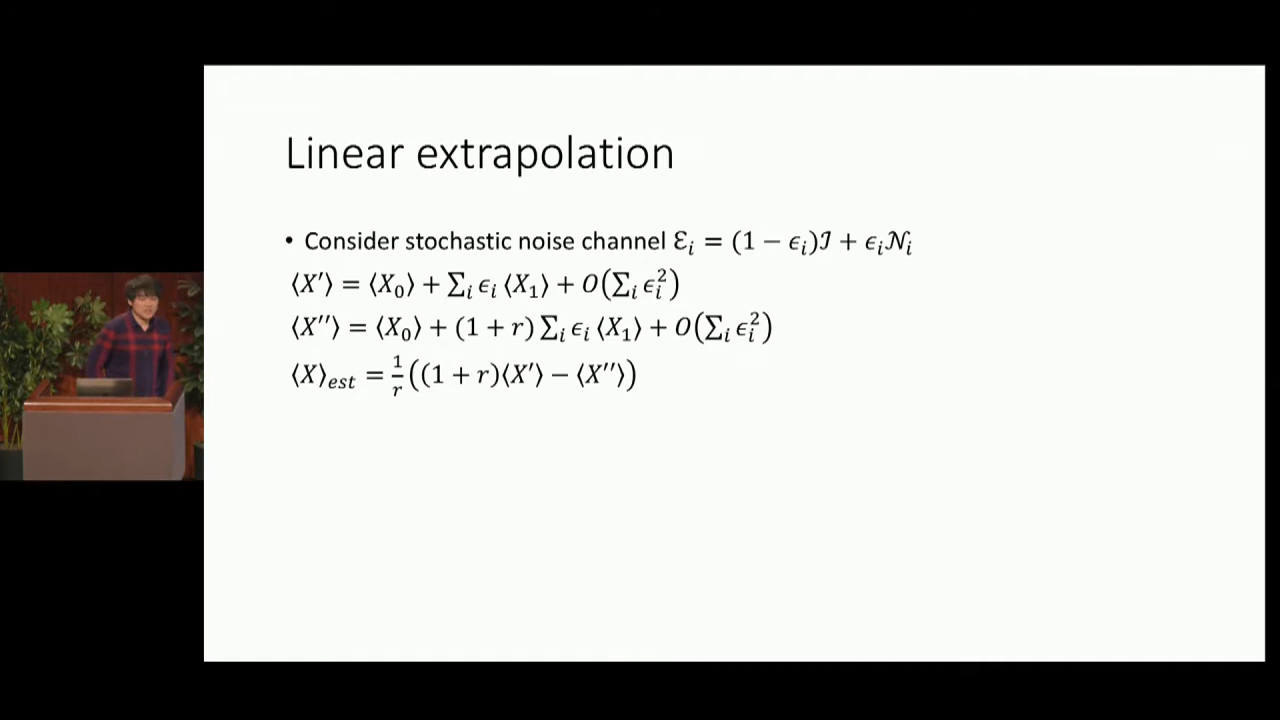 Linear extrapolation
• Consider stochastic noise channel ℰᵢ = (1 − ϵᵢ)ℐ + ϵᵢ𝒩ᵢ
⟨X′⟩ = ⟨X₀⟩ + ∑ᵢ ϵᵢ ⟨X₁⟩ + O(∑ᵢ ϵᵢ²)
⟨X′′⟩ = ⟨X₀⟩ + (1 + r) ∑ᵢ ϵᵢ ⟨X₁⟩ + O(∑ᵢ ϵᵢ²)
⟨X⟩_est = 1/r ((1 + r)⟨X′⟩ − ⟨X′′⟩)